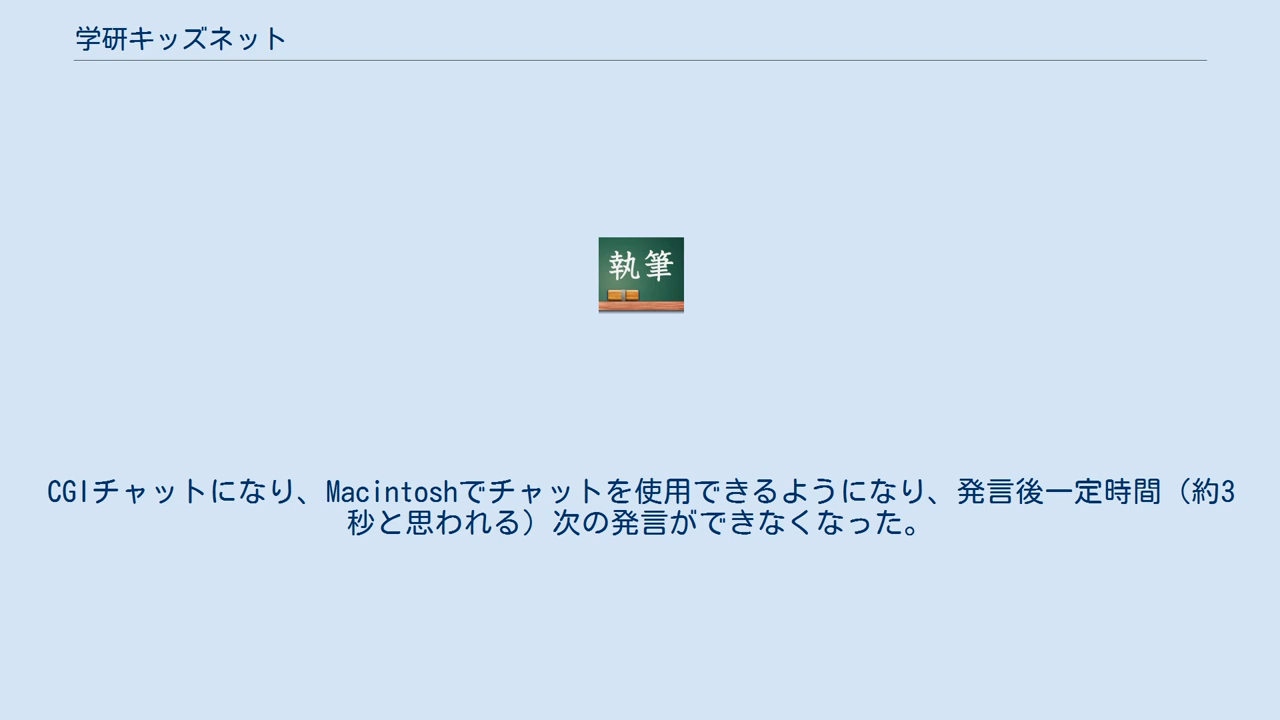 学研キッズネット
執筆
CGIチャットになり、Macintoshでチャットを使用できるようになり、発言後一定時間（約3
秒と思われる）次の発言ができなくなった。